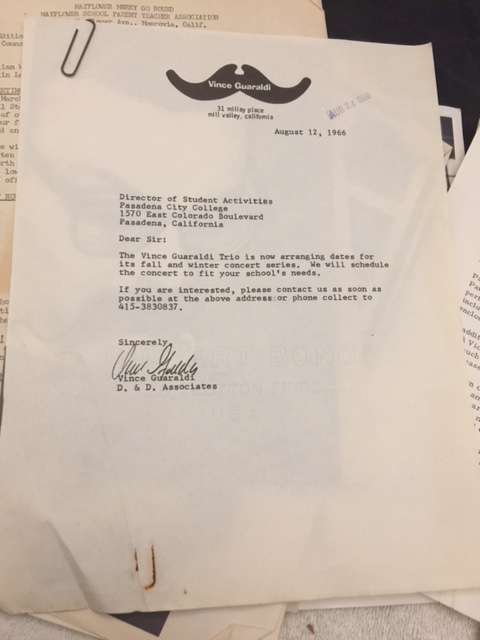 MAYFLOWER MERRY GO ROUND
MAYFLOWER SCHOOL PARENT TEACHER ASSOCIATION
Ave., Monrovia, Calif.
Vince Guaraldi
31 millay place
mill valley, california
August 12, 1966
Director of Student Activities
Pasadena City College
1570 East Colorado Boulevard
Pasadena, California
Dear Sir:
The Vince Guaraldi Trio is now arranging dates for
its fall and winter concert series. We will schedule
the concert to fit your school's needs.
If you are interested, please contact us as soon as
possible at the above address or phone collect to
415-3830837.
Sincerely
Vince Guaraldi
D. & D. Associates